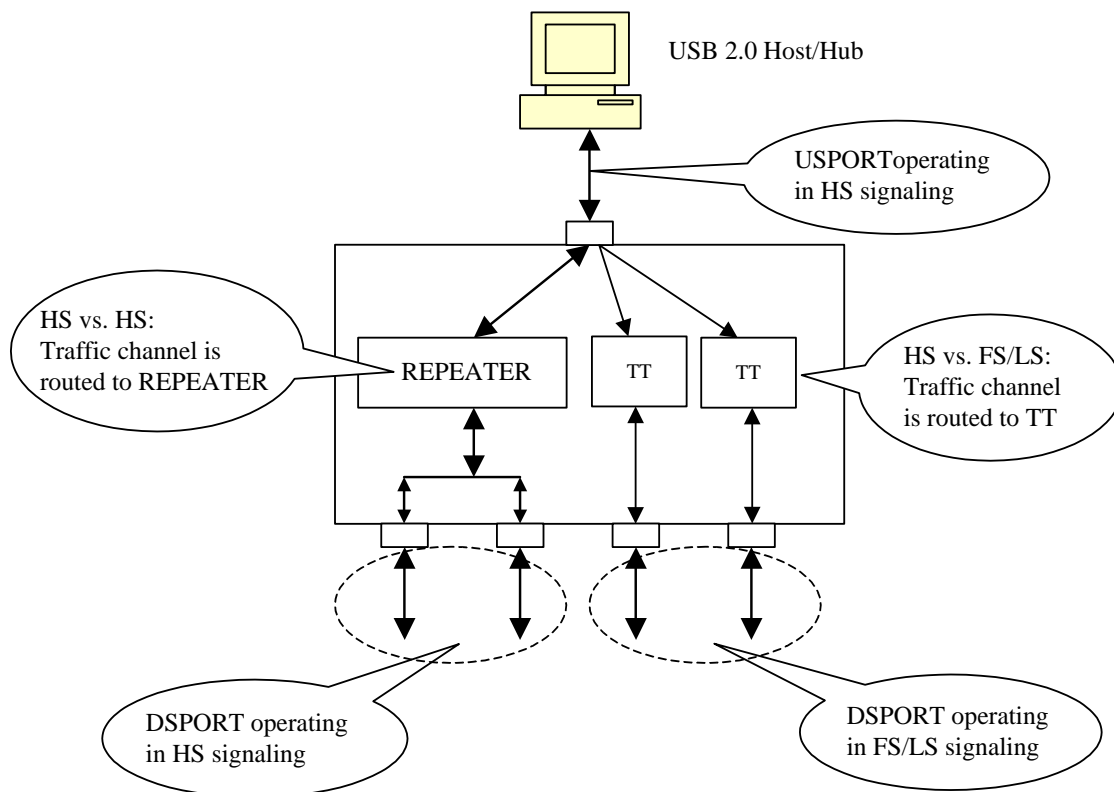 USB 2.0 Host/Hub
USPORToperating
in HS signaling
HS vs. HS:
Traffic channel is
routed to REPEATER
REPEATER
TT
TT
HS vs. FS/LS:
Traffic channel
is routed to TT
DSPORT operating
in HS signaling
DSPORT operating
in FS/LS signaling